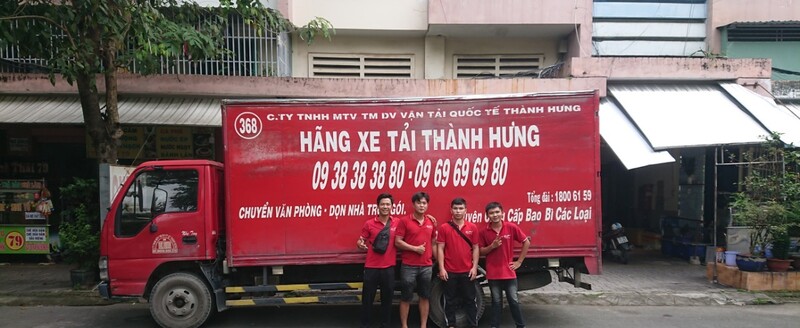 368
C.TY TNHH MTV TM DV VẬN TẢI QUỐC TẾ THÀNH HƯNG
HÃNG XE TẢI THÀNH HƯNG
09 38 38 38 80 - 09 69 69 69 80
Tổng đài: 1800 61 59
CHUYỂN VĂN PHÒNG - DỌN NHÀ TRỌN GÓI.
Cấp Bao Bì Các Loại
79